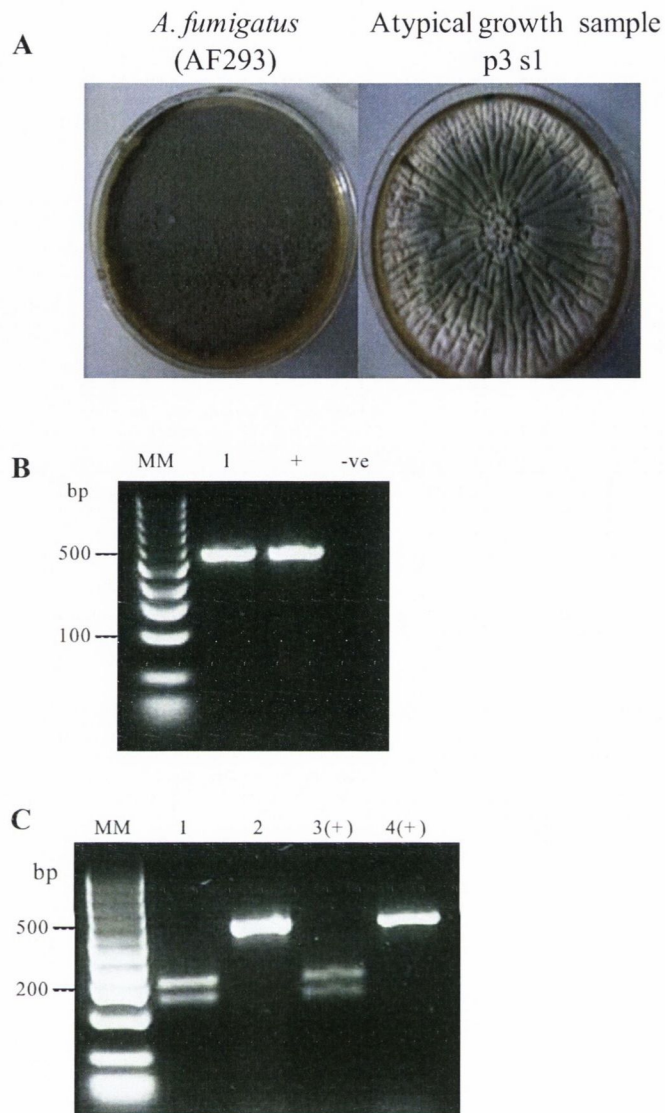 A
A. fumigatus
(AF293)
Atypical growth sample
p3 s1
B
MM 1 + -ve
bp
500
100
C
MM 1 2 3(+) 4(+)
bp
500
200